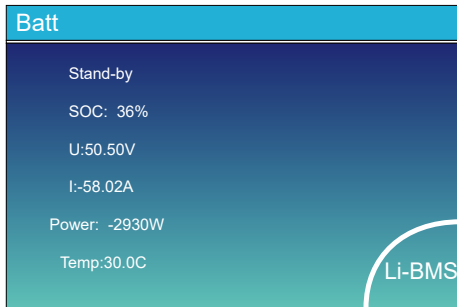 Batt
Stand-by
SOC: 36%
U:50.50V
I:-58.02A
Power: -2930W
Temp:30.0C
Li-BMS